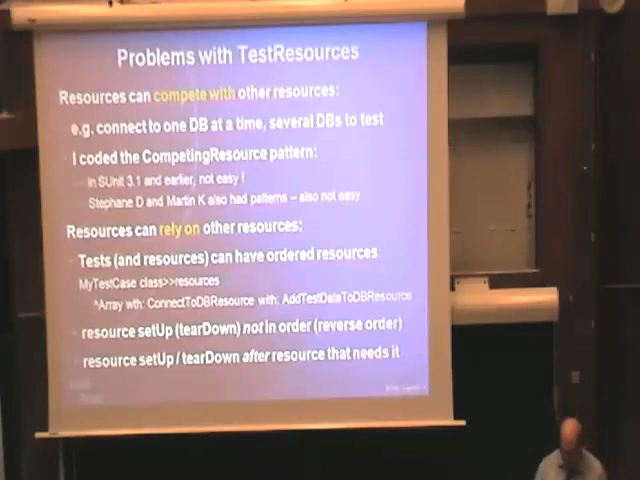 Problems with TestResources
Resources can compete with other resources:
e.g. connect to one DB at a time, several DBs to test
I coded the CompetingResource pattern:
in SUnit 3.1 and earlier, not easy !
Stephane D and Martin K also had patterns – also not easy
Resources can rely on other resources:
Tests (and resources) can have ordered resources
MyTestCase class>>resources
^Array with: ConnectToDBResource with: AddTestDataToDBResource
resource setUp (tearDown) not in order (reverse order)
resource setUp / tearDown after resource that needs it